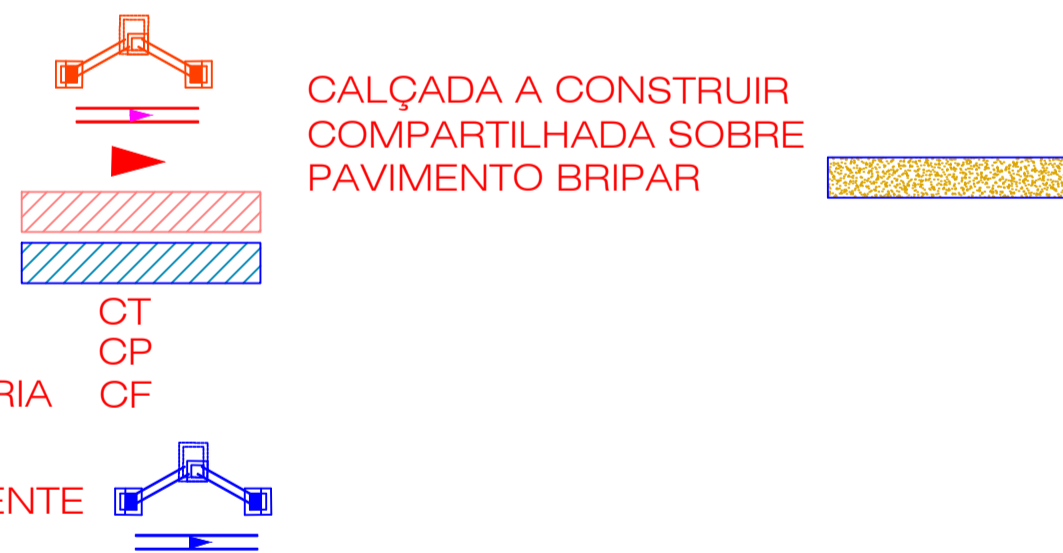 CALÇADA A CONSTRUIR
COMPARTILHADA SOBRE
PAVIMENTO BRIPAR
CT
CP
RIA CF
ENTE